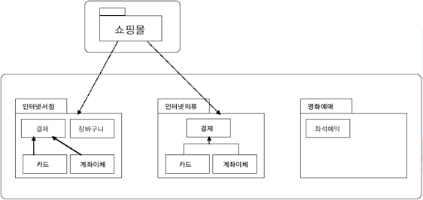 쇼핑몰
인터넷서점
인터넷의류
영화예매
결제
장바구니
결제
좌석예약
카드
계좌이체
카드
계좌이체